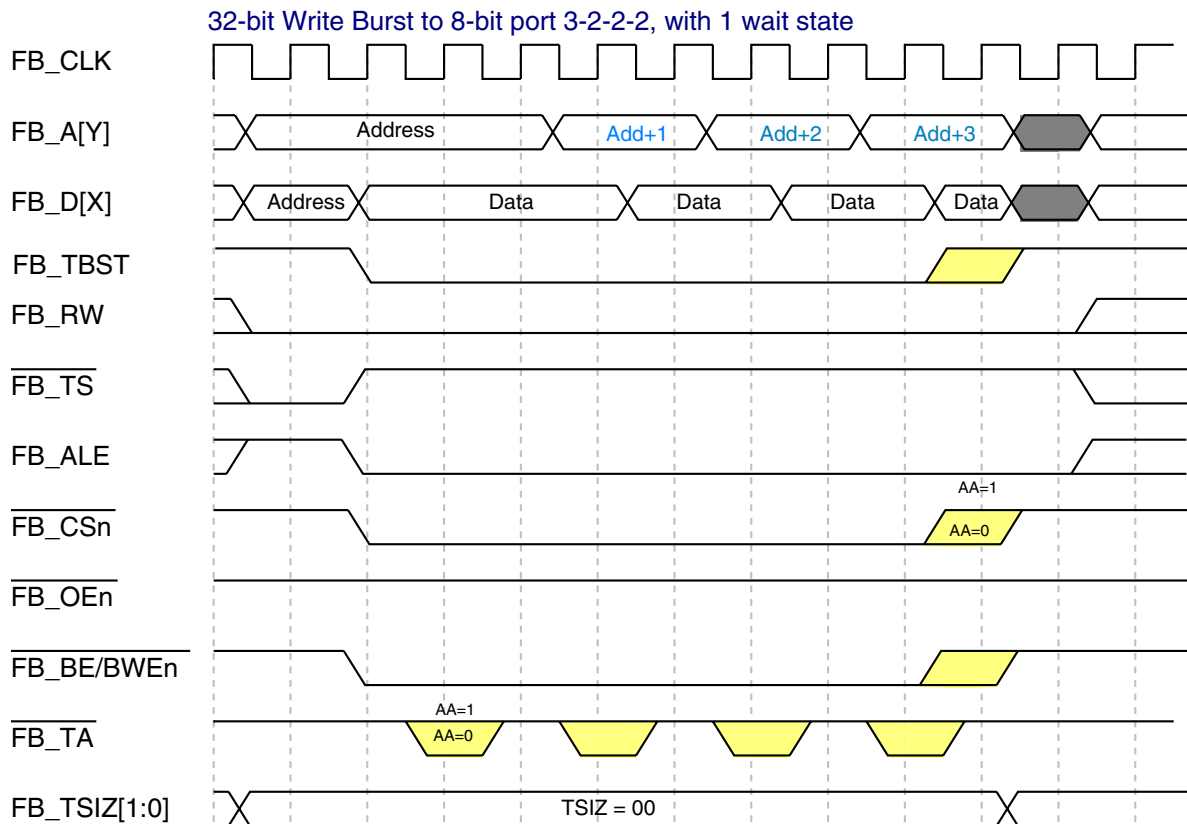 32-bit Write Burst to 8-bit port 3-2-2-2, with 1 wait state
FB_CLK
FB_A[Y] Address Add+1 Add+2 Add+3
FB_D[X] Address Data Data Data Data
FB_TBST
FB_RW
FB_TS
FB_ALE
AA=1
FB_CSn AA=0
FB_OEn
FB_BE/BWEn
AA=1
FB_TA AA=0
FB_TSIZ[1:0] TSIZ = 00